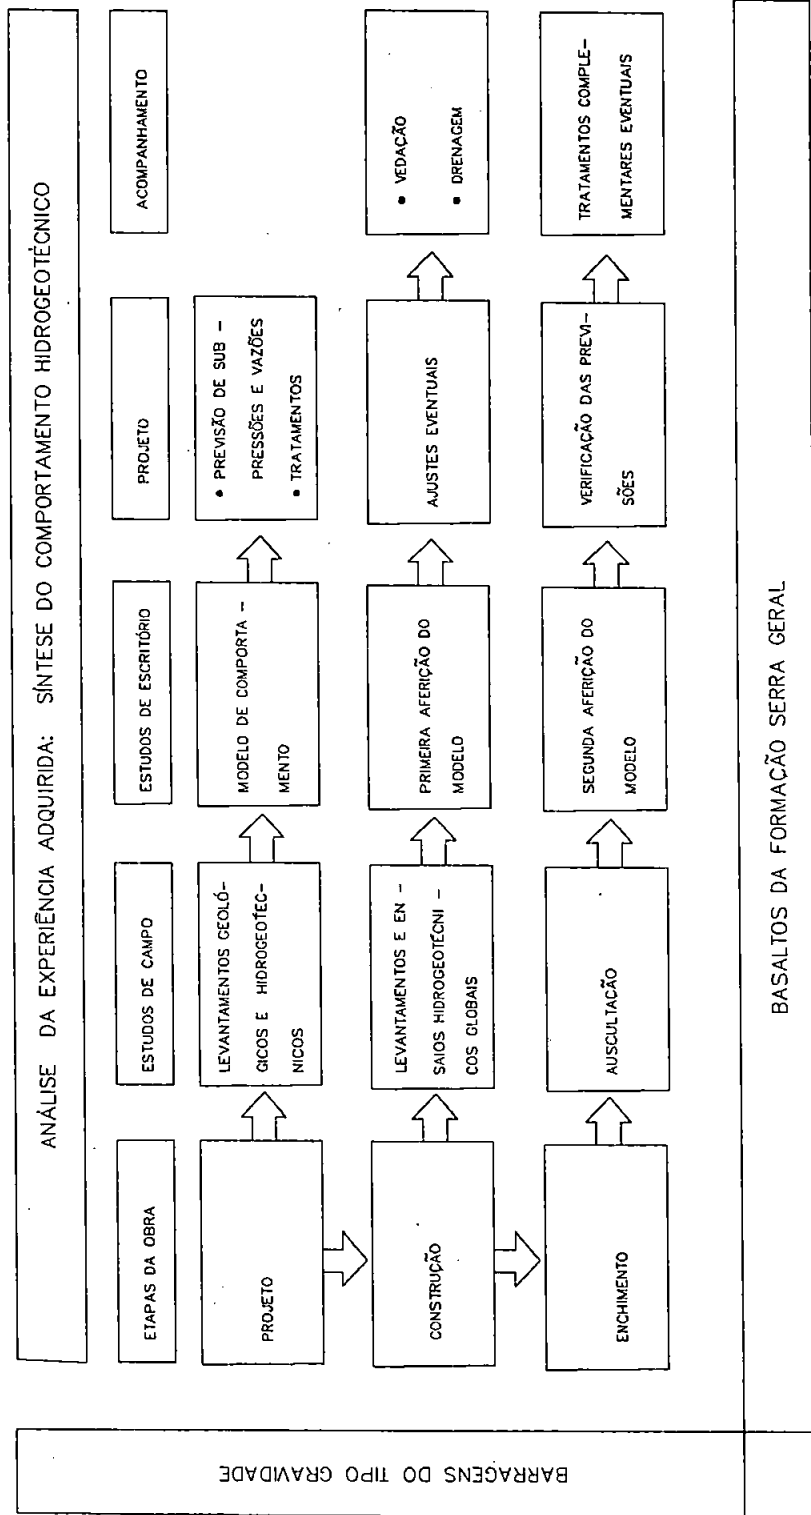 ANÁLISE DA EXPERIÊNCIA ADQUIRIDA: SÍNTESE DO COMPORTAMENTO HIDROGEOTÉCNICO
ETAPAS DA OBRA
ESTUDOS DE CAMPO
ESTUDOS DE ESCRITÓRIO
PROJETO
ACOMPANHAMENTO
PROJETO
LEVANTAMENTOS GEOLÓ-
GICOS E HIDROGEOTÉC-
NICOS
MODELO DE COMPORTA -
MENTO
• PREVISÃO DE SUB -
PRESSÕES E VAZÕES
• TRATAMENTOS
CONSTRUÇÃO
LEVANTAMENTOS E EN -
SAIOS HIDROGEOTÉCNI -
COS GLOBAIS
PRIMEIRA AFERIÇÃO DO
MODELO
AJUSTES EVENTUAIS
• VEDAÇÃO
• DRENAGEM
ENCHIMENTO
AUSCULTAÇÃO
SEGUNDA AFERIÇÃO DO
MODELO
VERIFICAÇÃO DAS PREVI-
SÕES
TRATAMENTOS COMPLE-
MENTARES EVENTUAIS
BARRAGENS DO TIPO GRAVIDADE
BASALTOS DA FORMAÇÃO SERRA GERAL